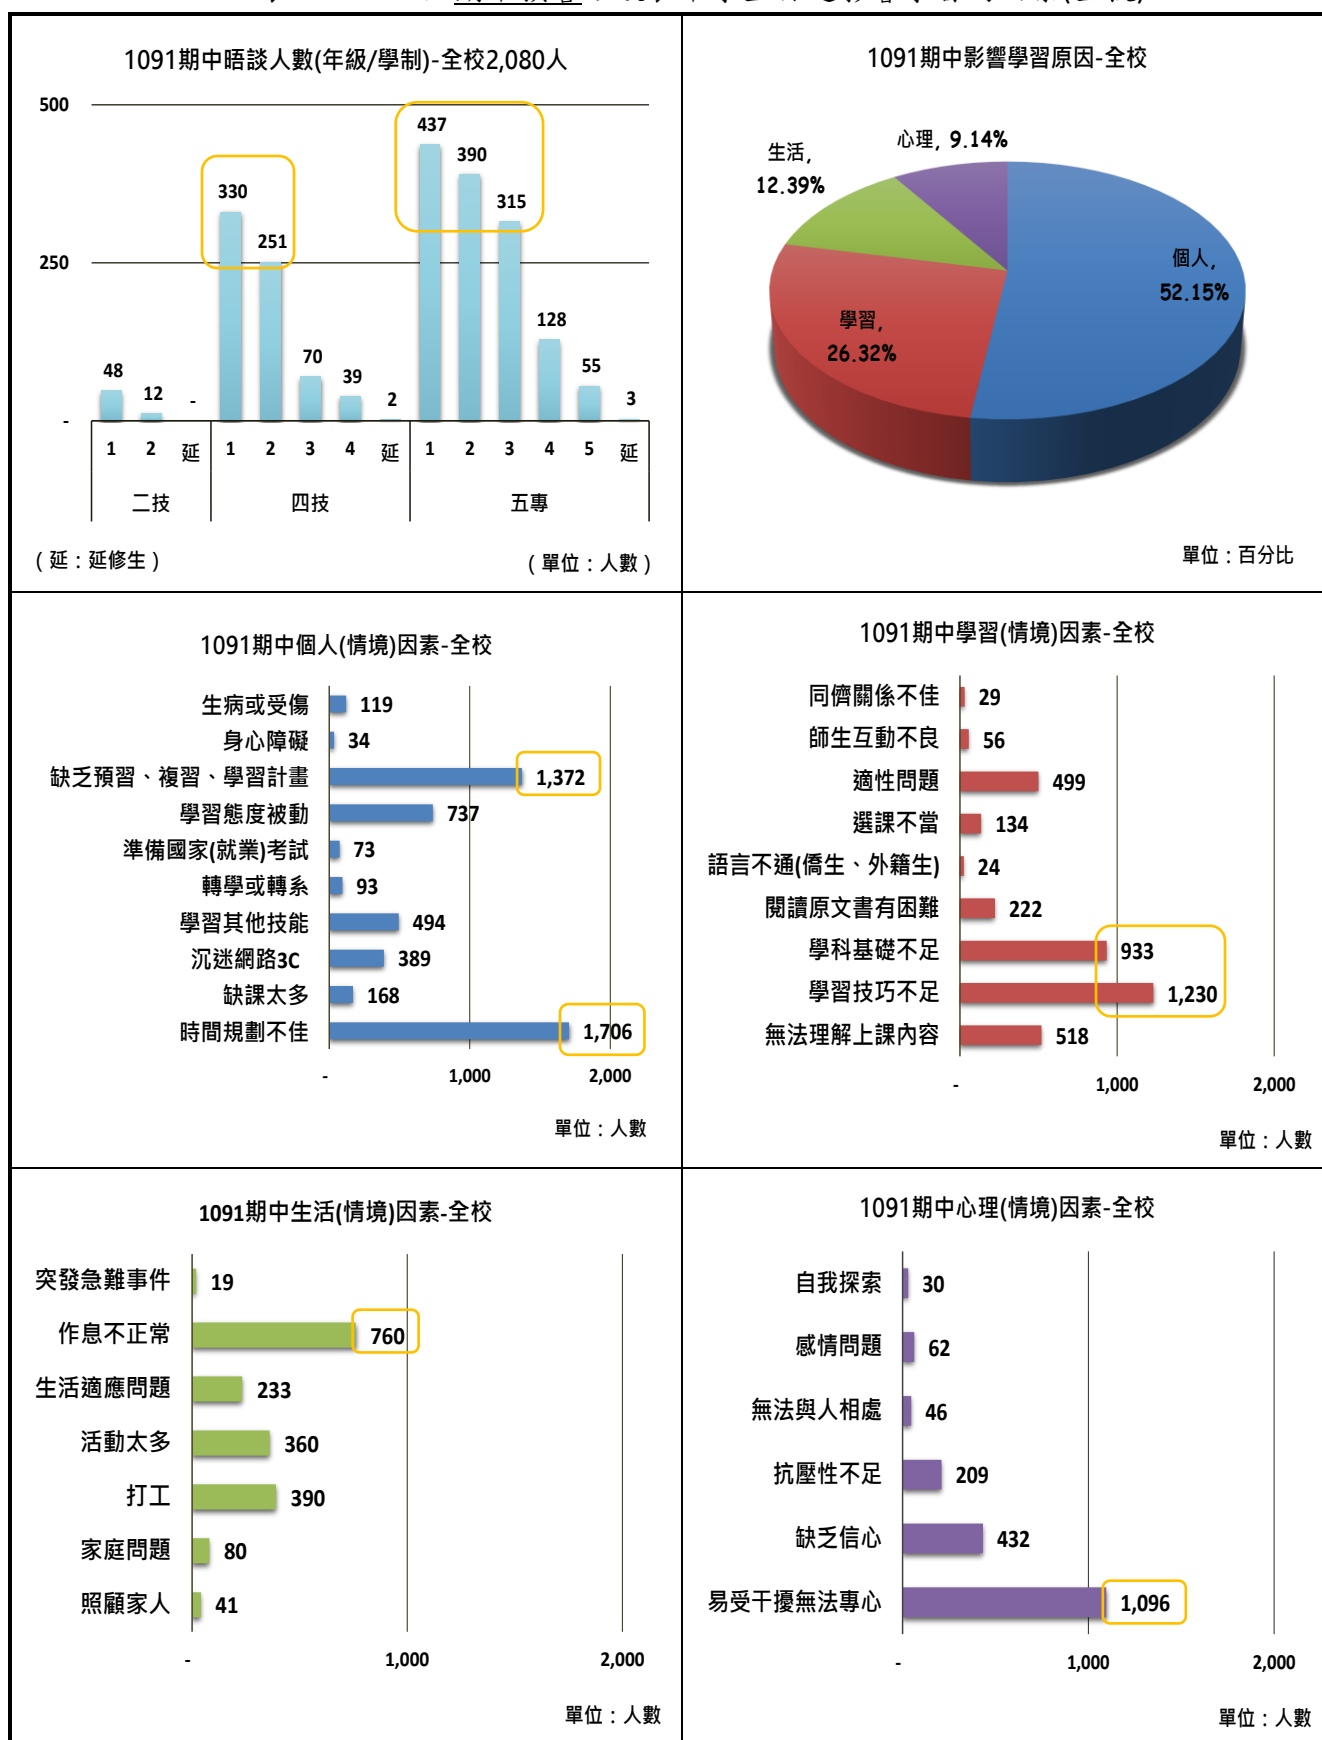 1091期中晤談人數(年級/學制)-全校2,080人
500
250
-
48
12
-
330
251
70
39
2
437
390
315
128
55
3
1 2 延 1 2 3 4 延 1 2 3 4 5 延
二技 四技 五專
(延：延修生)
(單位：人數)
1091期中影響學習原因-全校
心理, 9.14%
生活,
12.39%
個人,
52.15%
學習,
26.32%
單位：百分比
1091期中個人(情境)因素-全校
生病或受傷 119
身心障礙 34
缺乏預習、複習、學習計畫 1,372
學習態度被動 737
準備國家(就業)考試 73
轉學或轉系 93
學習其他技能 494
沉迷網路3C 389
缺課太多 168
時間規劃不佳 1,706
- 1,000 2,000
單位：人數
1091期中學習(情境)因素-全校
同儕關係不佳 29
師生互動不良 56
適性問題 499
選課不當 134
語言不通(僑生、外籍生) 24
閱讀原文書有困難 222
學科基礎不足 933
學習技巧不足 1,230
無法理解上課內容 518
- 1,000 2,000
單位：人數
1091期中生活(情境)因素-全校
突發急難事件 19
作息不正常 760
生活適應問題 233
活動太多 360
打工 390
家庭問題 80
照顧家人 41
- 1,000 2,000
單位：人數
1091期中心理(情境)因素-全校
自我探索 30
感情問題 62
無法與人相處 46
抗壓性不足 209
缺乏信心 432
易受干擾無法專心 1,096
- 1,000 2,000
單位：人數